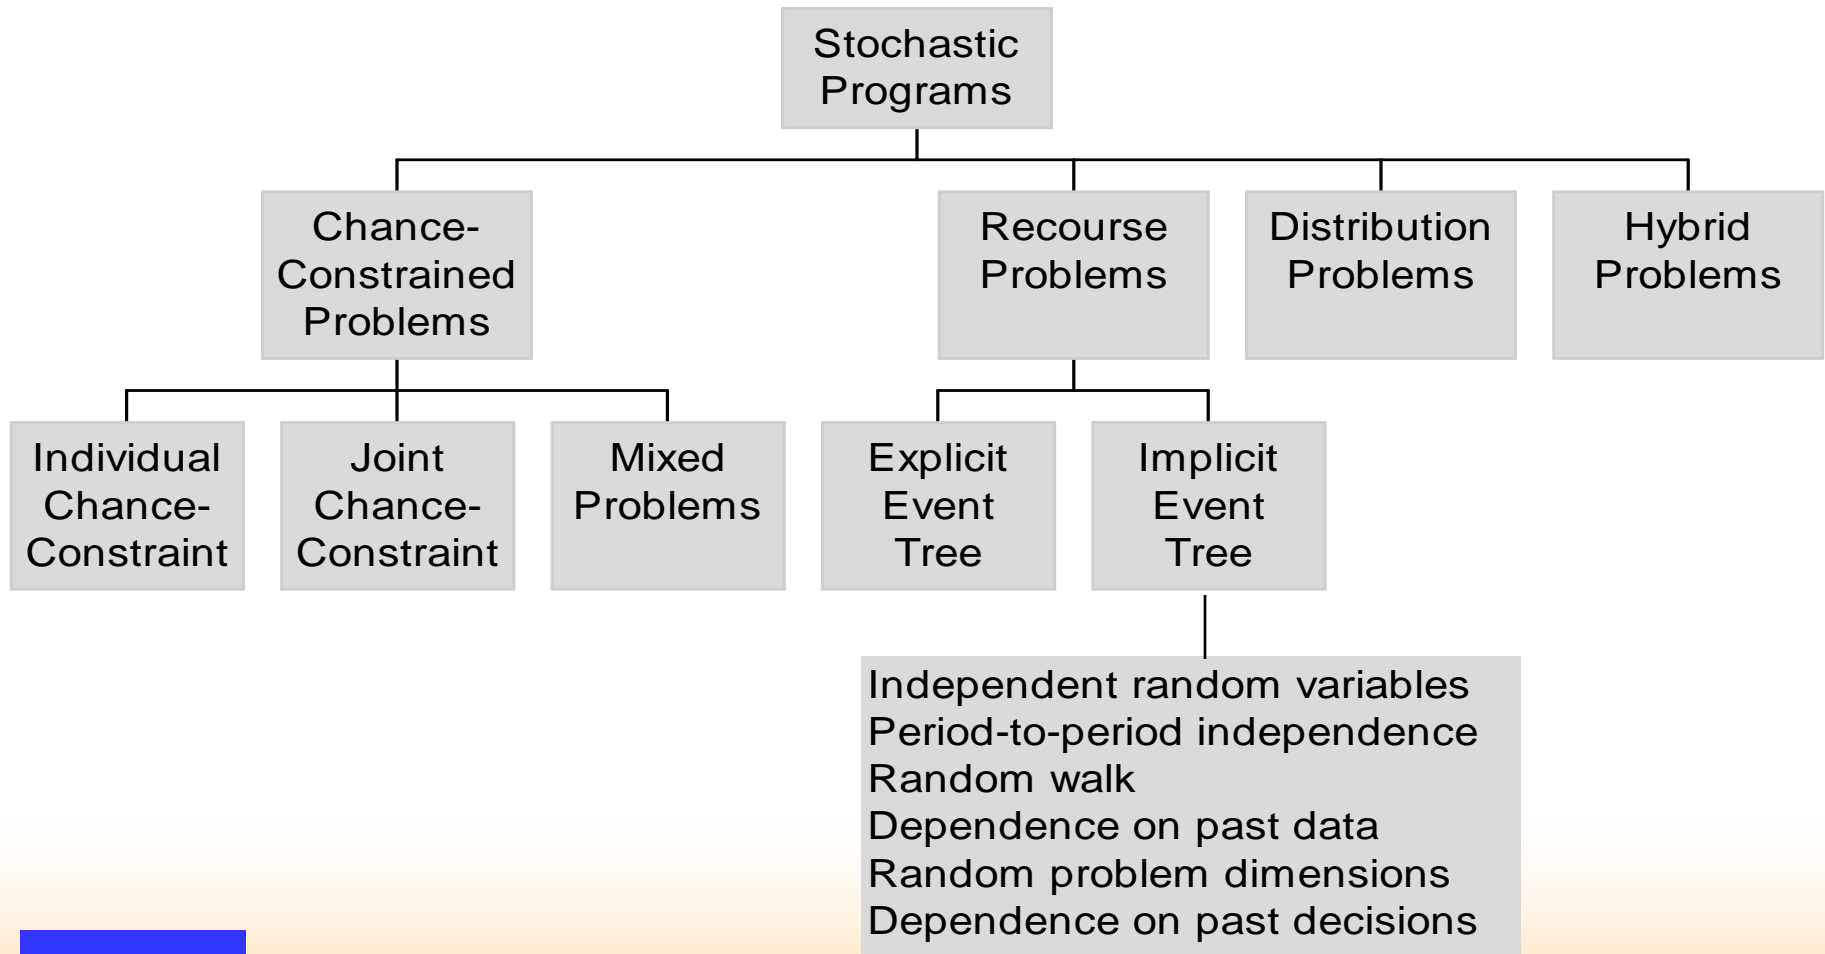 Stochastic
Programs
Chance-
Constrained
Problems
Recourse
Problems
Distribution
Problems
Hybrid
Problems
Individual
Chance-
Constraint
Joint
Chance-
Constraint
Mixed
Problems
Explicit
Event
Tree
Implicit
Event
Tree
Independent random variables
Period-to-period independence
Random walk
Dependence on past data
Random problem dimensions
Dependence on past decisions